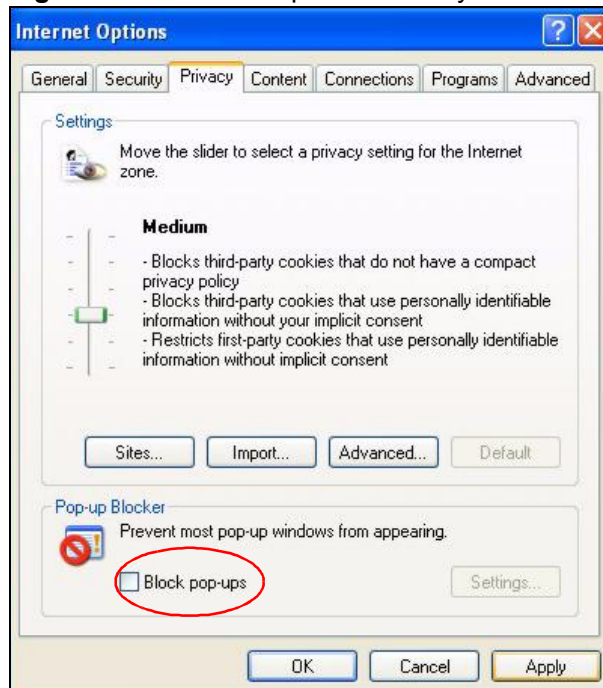 Internet Options
General Security Privacy Content Connections Programs Advanced
Settings
Move the slider to select a privacy setting for the Internet
zone.
Medium
- Blocks third-party cookies that do not have a compact
privacy policy
- Blocks third-party cookies that use personally identifiable
information without your implicit consent
- Restricts first-party cookies that use personally identifiable
information without implicit consent
Sites... Import... Advanced... Default
Pop-up Blocker
Prevent most pop-up windows from appearing.
Block pop-ups
Settings...
OK Cancel Apply